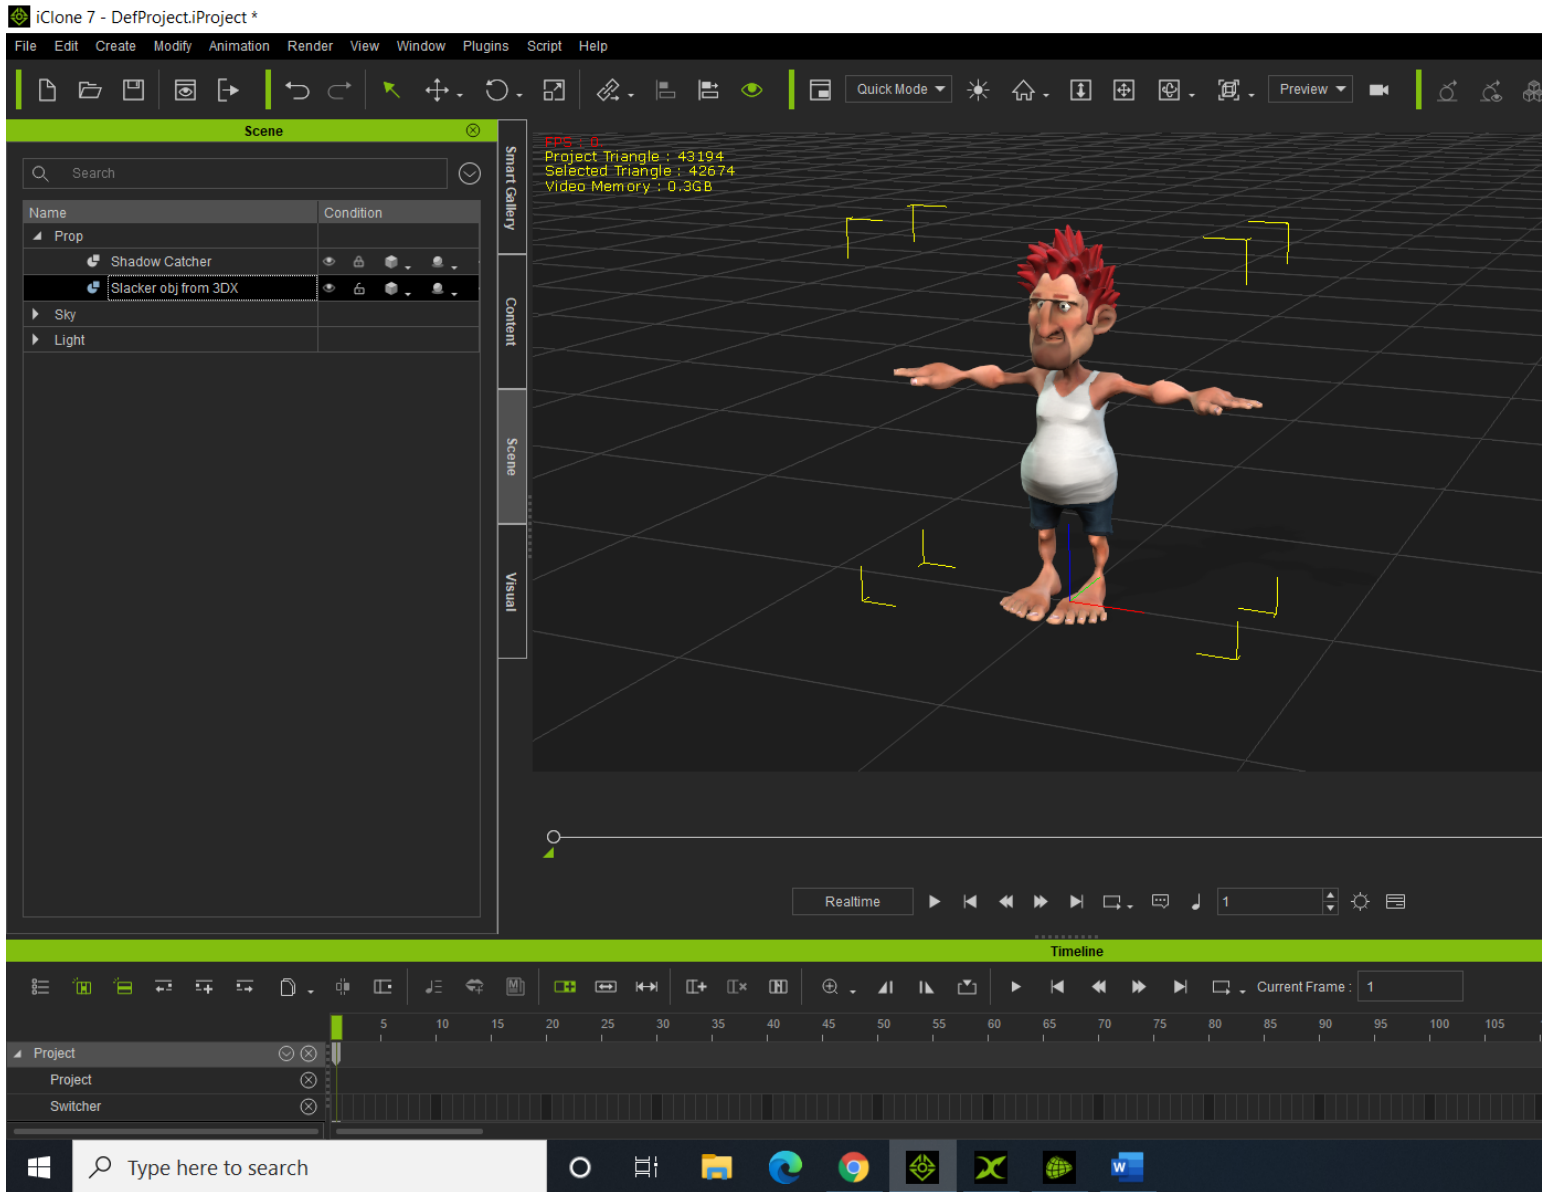 iClone 7 - DefProject.iProject *
File Edit Create Modify Animation Render View Window Plugins Script Help
Quick Mode
Preview
Scene
Search
Name Condition
Prop
Shadow Catcher
Slacker obj from 3DX
Sky
Light
Smart Gallery
Content
Scene
Visual
FPS : 0
Project Triangle : 43194
Selected Triangle : 42674
Video Memory : 0.3GB
Realtime
1
Timeline
Current Frame : 1
5 10 15 20 25 30 35 40 45 50 55 60 65 70 75 80 85 90 95 100 105
Project
Project
Switcher
Type here to search